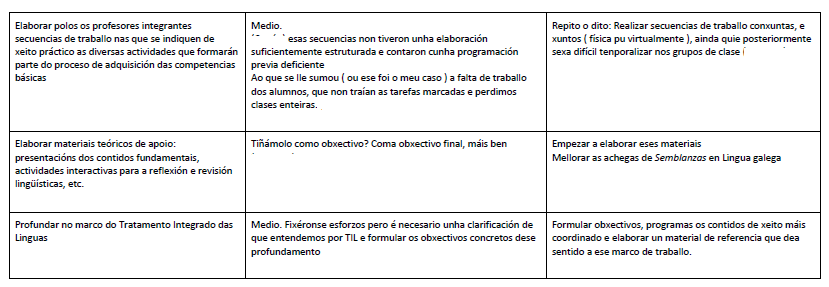 Elaborar polos os profesores integrantes
secuencias de traballo nas que se indiquen de
xeito práctico as diversas actividades que formarán
parte do proceso de adquisición das competencias
básicas
Medio.
esas secuencias non tiveron unha elaboración
suficientemente estruturada e contaron cunha programación
previa deficiente
Ao que se lle sumou ( ou ese foi o meu caso ) a falta de traballo
dos alumnos, que non traían as tarefas marcadas e perdimos
clases enteiras.
Repito o dito: Realizar secuencias de traballo conxuntas, e
xuntos ( física pu virtualmente ), ainda quie posteriormente
sexa difícil tenporalizar nos grupos de clase (
Elaborar materiais teóricos de apoio:
presentacións dos contidos fundamentais,
actividades interactivas para a reflexión e revisión
lingüísticas, etc.
Tiñámolo como obxectivo? Coma obxectivo final, máis ben
Empezar a elaborar eses materiais
Mellorar as achegas de Semblanzas en Lingua galega
Profundar no marco do Tratamento Integrado das
Linguas
Medio. Fixéronse esforzos pero é necesario unha clarificación de
que entendemos por TIL e formular os obxectivos concretos dese
profundamento
Formular obxectivos, programas os contidos de xeito máis
coordinado e elaborar un material de referencia que dea
sentido a ese marco de traballo.